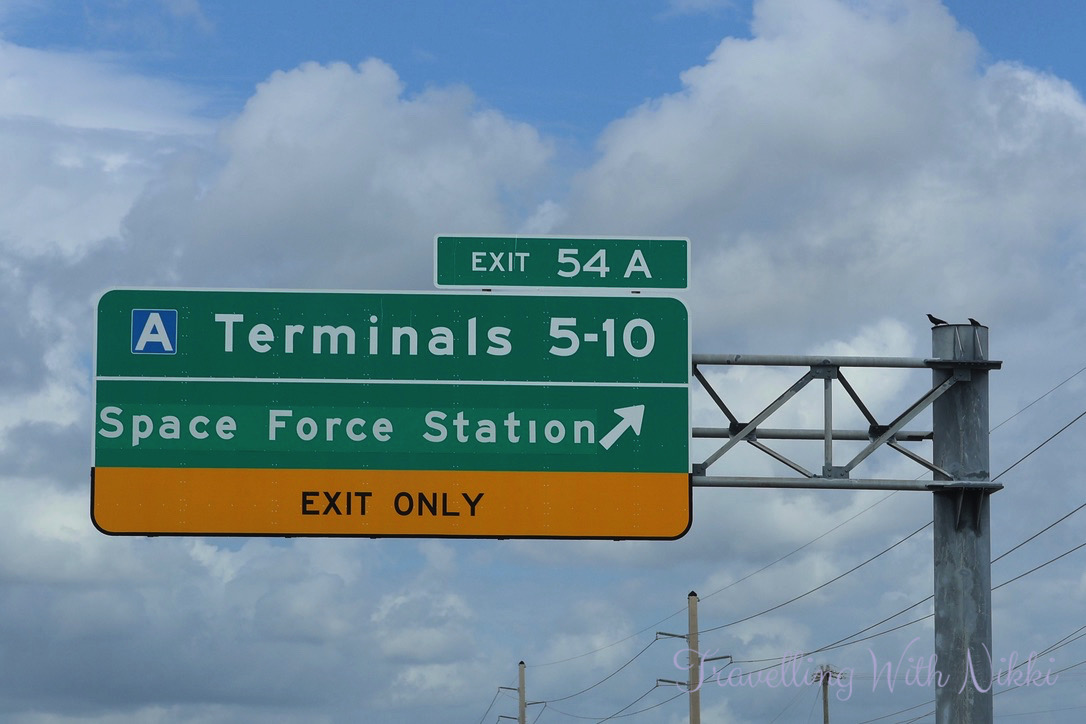 EXIT 54 A
A Terminals 5-10
Space Force Station
EXIT ONLY
Travelling With Nikki